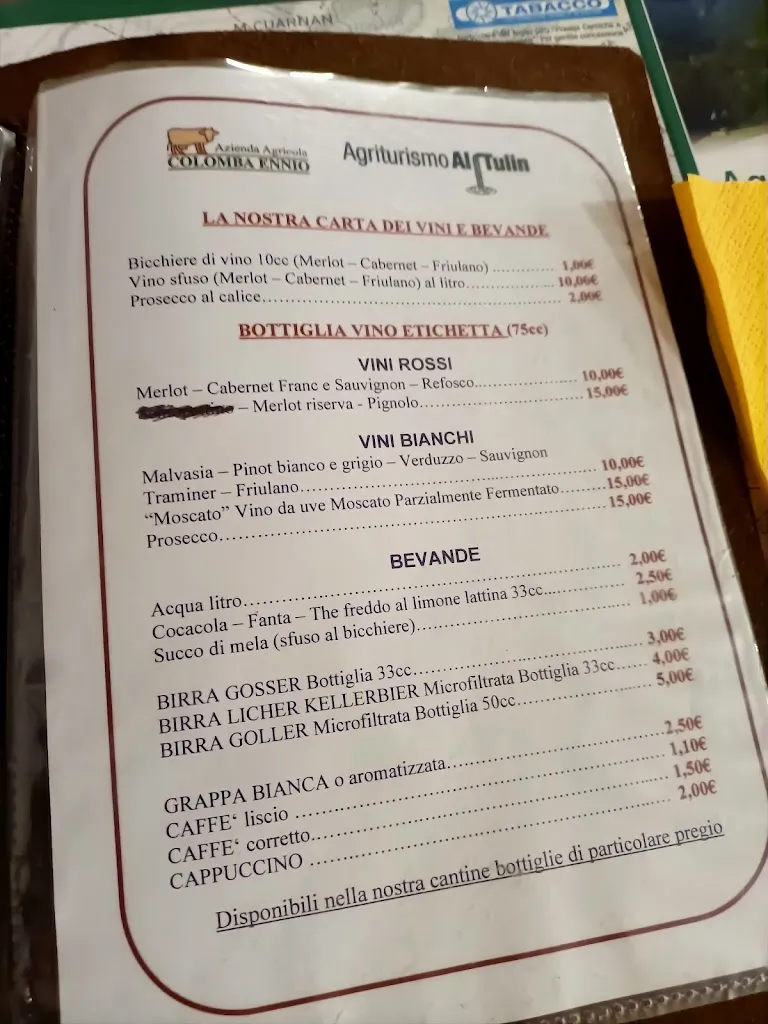 M. CUARNAN
TABACCO
Azienda Agricola
COLOMBA ENNIO
Agriturismo Al Tulin
LA NOSTRA CARTA DEI VINI E BEVANDE
Bicchiere di vino 10cc (Merlot – Cabernet – Friulano) ............. 1,00€
Vino sfuso (Merlot – Cabernet – Friulano) al litro.................. 10,00€
Prosecco al calice.................................................................. 2,00€
BOTTIGLIA VINO ETICHETTA (75cc)
VINI ROSSI
Merlot – Cabernet Franc e Sauvignon – Refosco....................... 10,00€
– Merlot riserva - Pignolo.................................. 15,00€
VINI BIANCHI
Malvasia – Pinot bianco e grigio – Verduzzo – Sauvignon
Traminer – Friulano............................................................ 10,00€
“Moscato” Vino da uve Moscato Parzialmente Fermentato..........15,00€
Prosecco............................................................................ 15,00€
BEVANDE
Acqua litro........................................................................ 2,00€
Cocacola – Fanta – The freddo al limone lattina 33cc............... 2,50€
Succo di mela (sfuso al bicchiere)......................................... 1,00€
BIRRA GOSSER Bottiglia 33cc.......................................... 3,00€
BIRRA LICHER KELLERBIER Microfiltrata Bottiglia 33cc...... 4,00€
BIRRA GOLLER Microfiltrata Bottiglia 50cc......................... 5,00€
GRAPPA BIANCA o aromatizzata.........................................2,50€
CAFFE‘ liscio .................................................................. 1,10€
CAFFE‘ corretto............................................................... 1,50€
CAPPUCCINO ................................................................ 2,00€
Disponibili nella nostra cantine bottiglie di particolare pregio